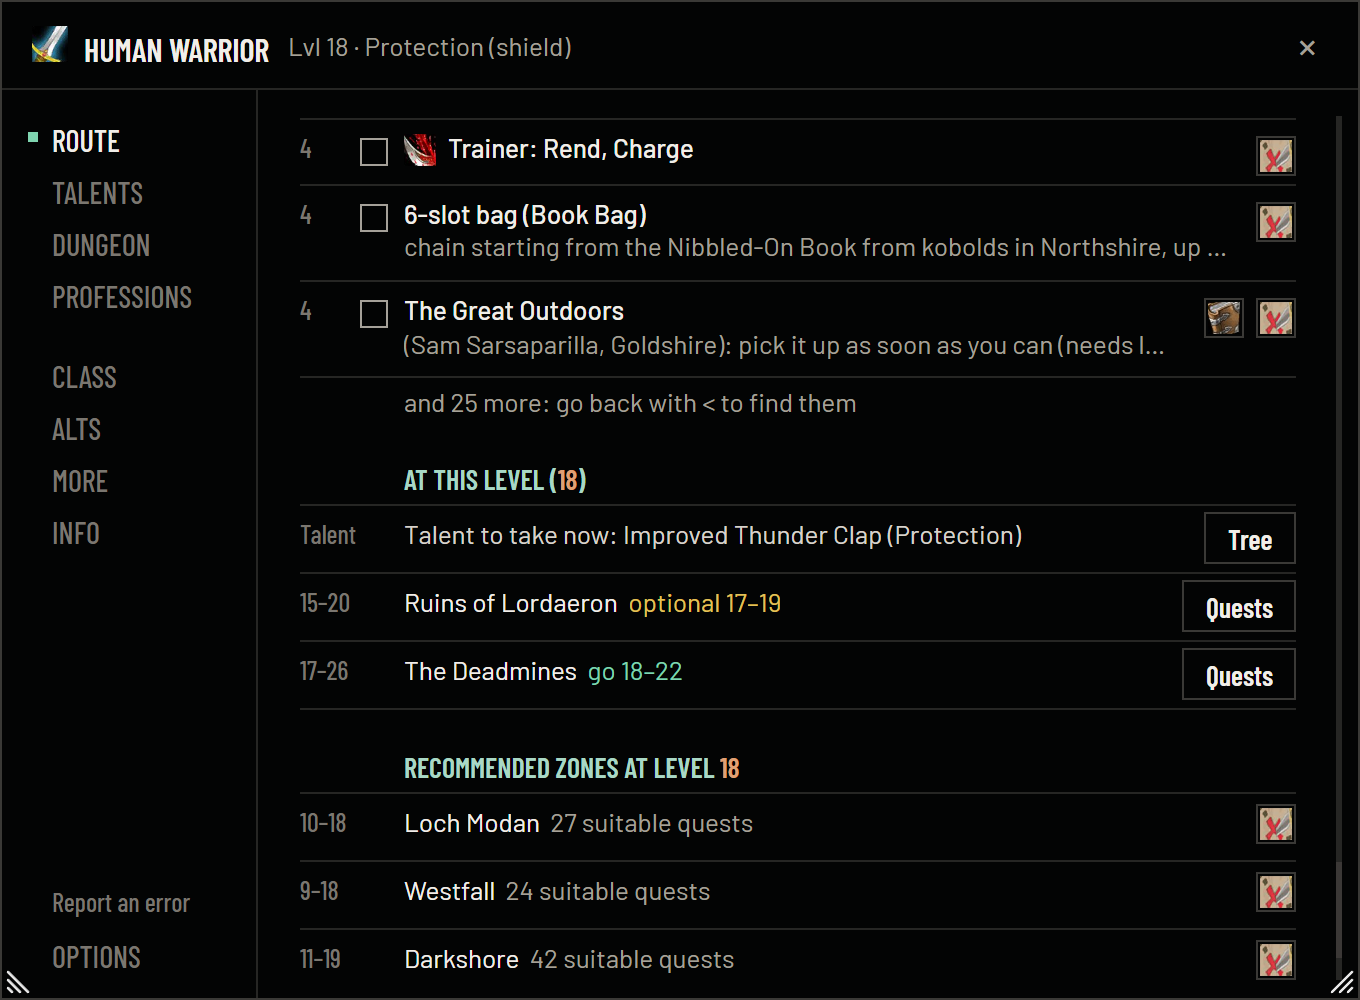 HUMAN WARRIOR Lvl 18 · Protection (shield) ×
ROUTE
TALENTS
DUNGEON
PROFESSIONS
CLASS
ALTS
MORE
INFO
Report an error
OPTIONS
4 Trainer: Rend, Charge
4 6-slot bag (Book Bag)
chain starting from the Nibbled-On Book from kobolds in Northshire, up ...
4 The Great Outdoors
(Sam Sarsaparilla, Goldshire): pick it up as soon as you can (needs l...
and 25 more: go back with < to find them
AT THIS LEVEL (18)
Talent Talent to take now: Improved Thunder Clap (Protection) Tree
15–20 Ruins of Lordaeron optional 17–19 Quests
17–26 The Deadmines go 18–22 Quests
RECOMMENDED ZONES AT LEVEL 18
10–18 Loch Modan 27 suitable quests
9–18 Westfall 24 suitable quests
11–19 Darkshore 42 suitable quests